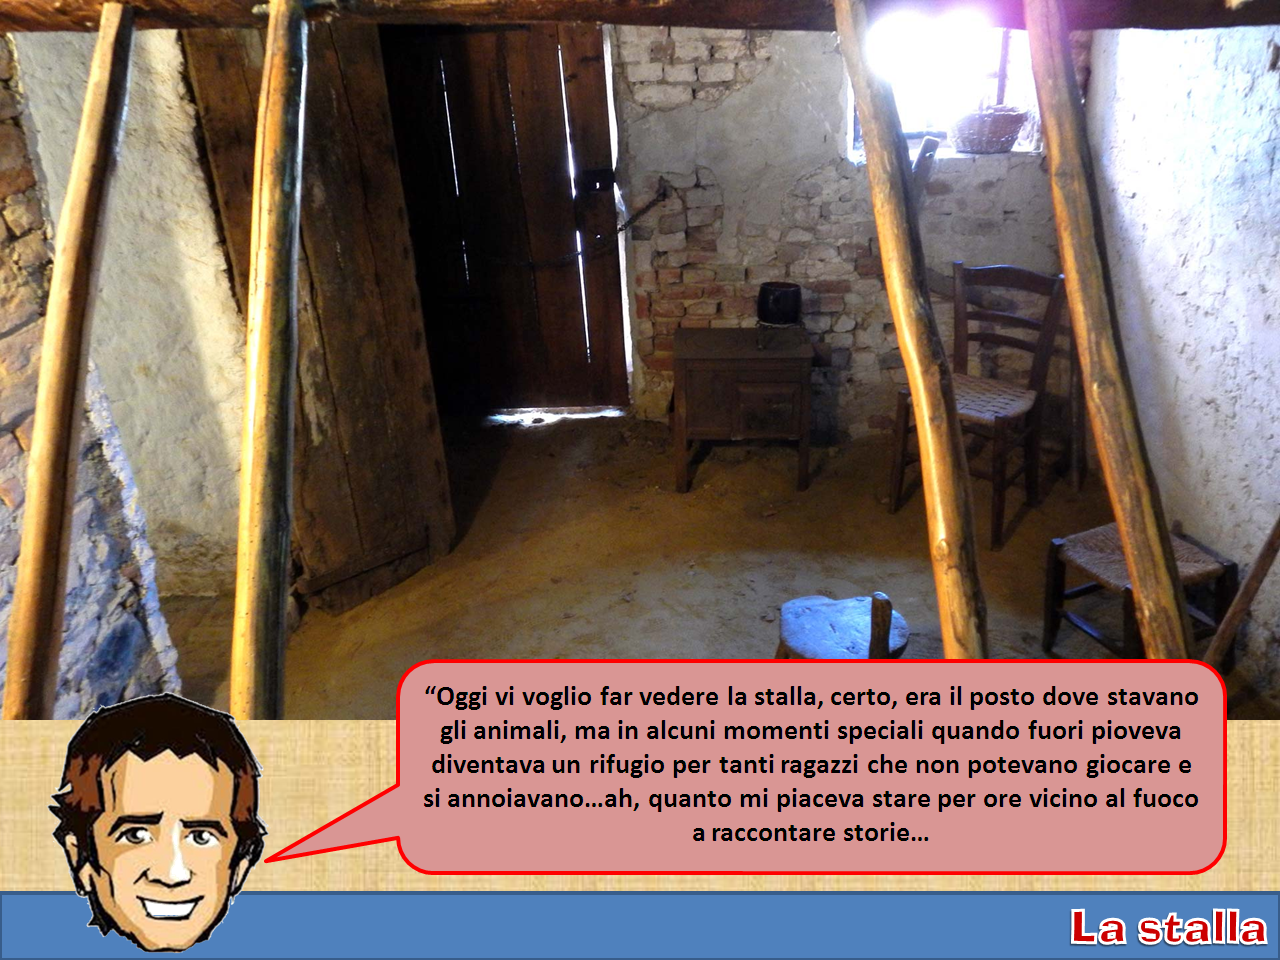 “Oggi vi voglio far vedere la stalla, certo, era il posto dove stavano
gli animali, ma in alcuni momenti speciali quando fuori pioveva
diventava un rifugio per tanti ragazzi che non potevano giocare e
si annoiavano…ah, quanto mi piaceva stare per ore vicino al fuoco
a raccontare storie…
La stalla